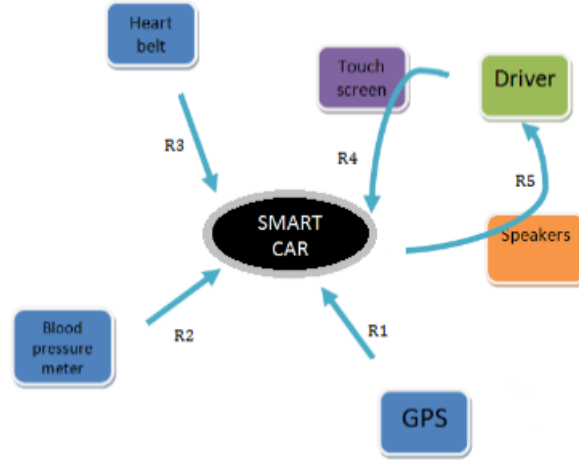 Heart
belt
Touch
screen
Driver
R3
R4
R5
SMART
CAR
Speakers
Blood
pressure
meter
R2
R1
GPS